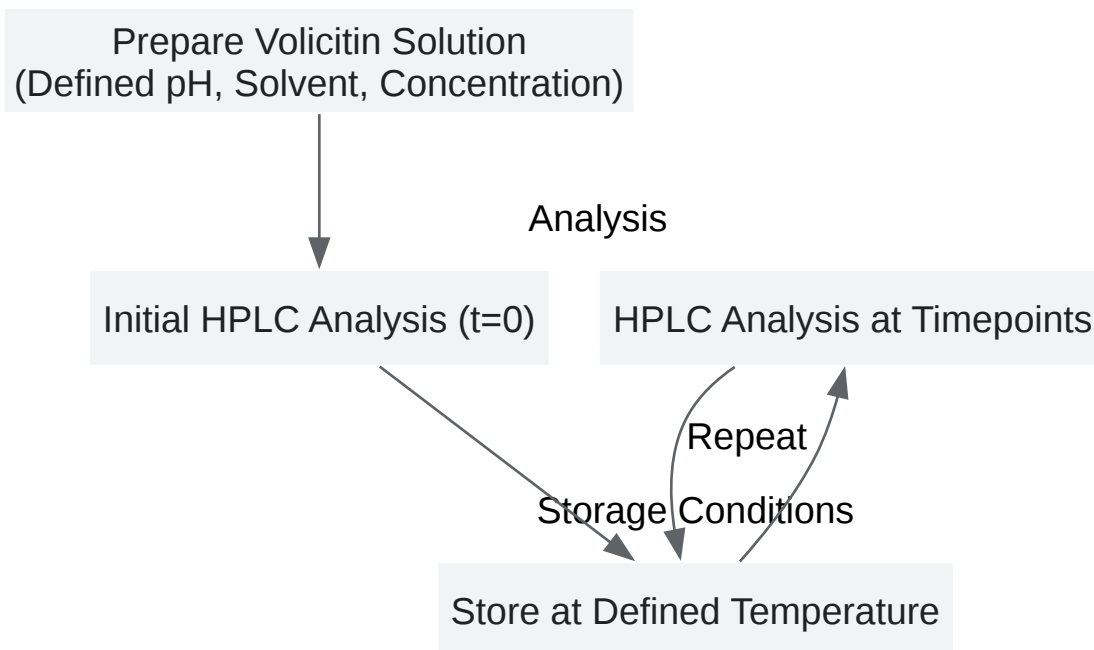 Prepare Volicitin Solution
(Defined pH, Solvent, Concentration)
Analysis
Initial HPLC Analysis (t=0)
HPLC Analysis at Timepoints
Repeat
Storage Conditions
Store at Defined Temperature